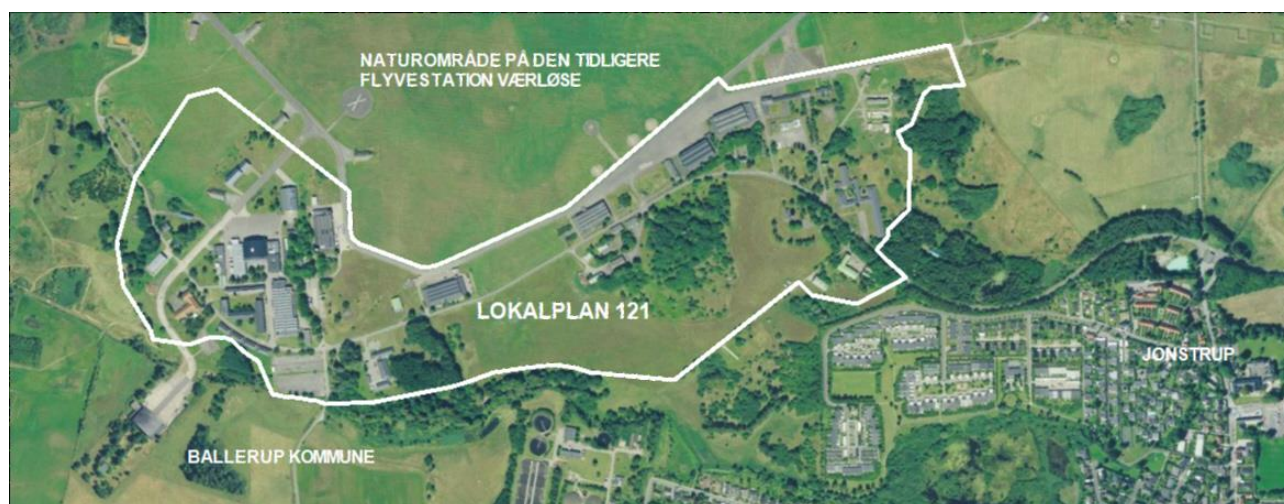 NATUROMRÅDE PÅ DEN TIDLIGERE
FLYVESTATION VÆRLØSE
LOKALPLAN 121
JONSTRUP
BALLERUP KOMMUNE